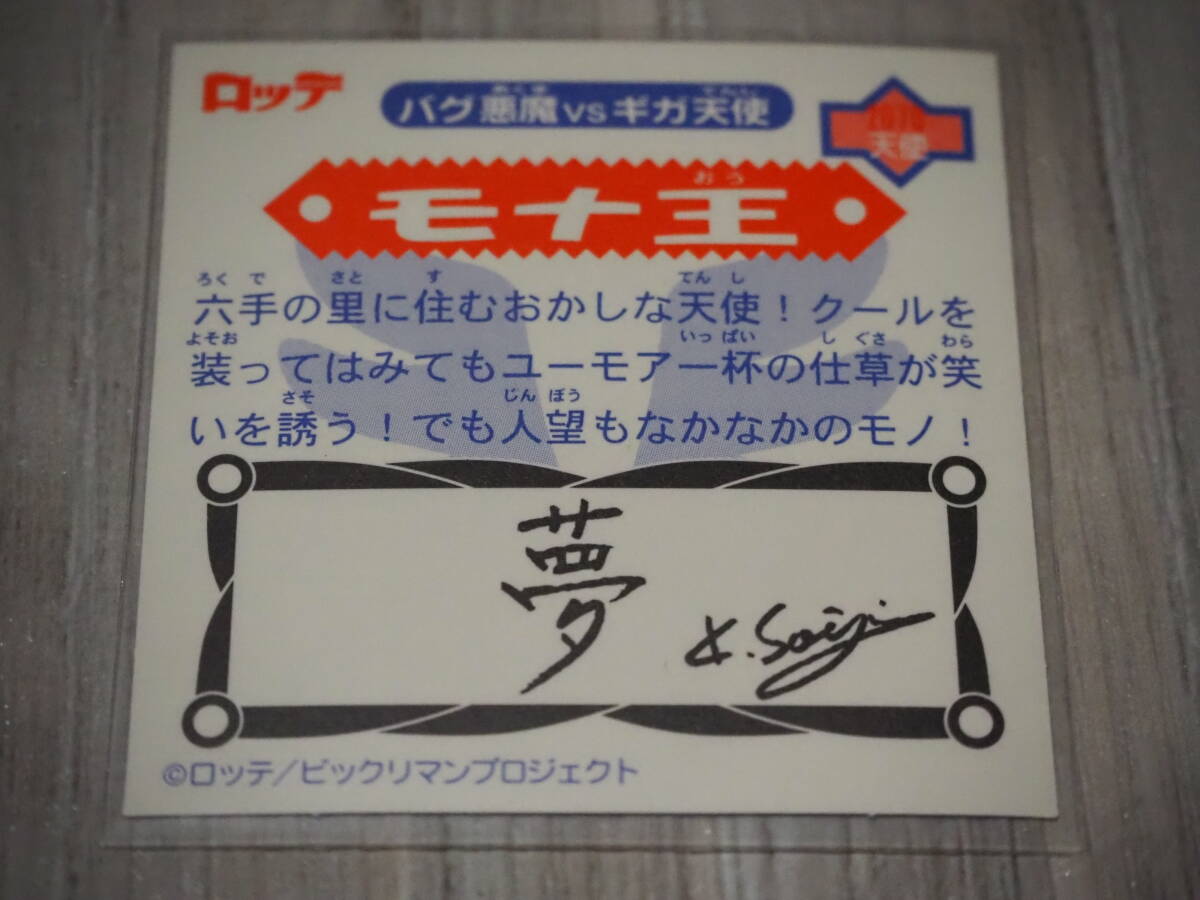 ロッテ
バグ悪魔vsギガ天使
天使
モナ王
六手の里に住むおかしな天使!クールを
装ってはみてもユーモア一杯の仕草が笑
いを誘う!でも人望もなかなかのモノ!
夢
K.Saiji
©ロッテ/ビックリマンプロジェクト